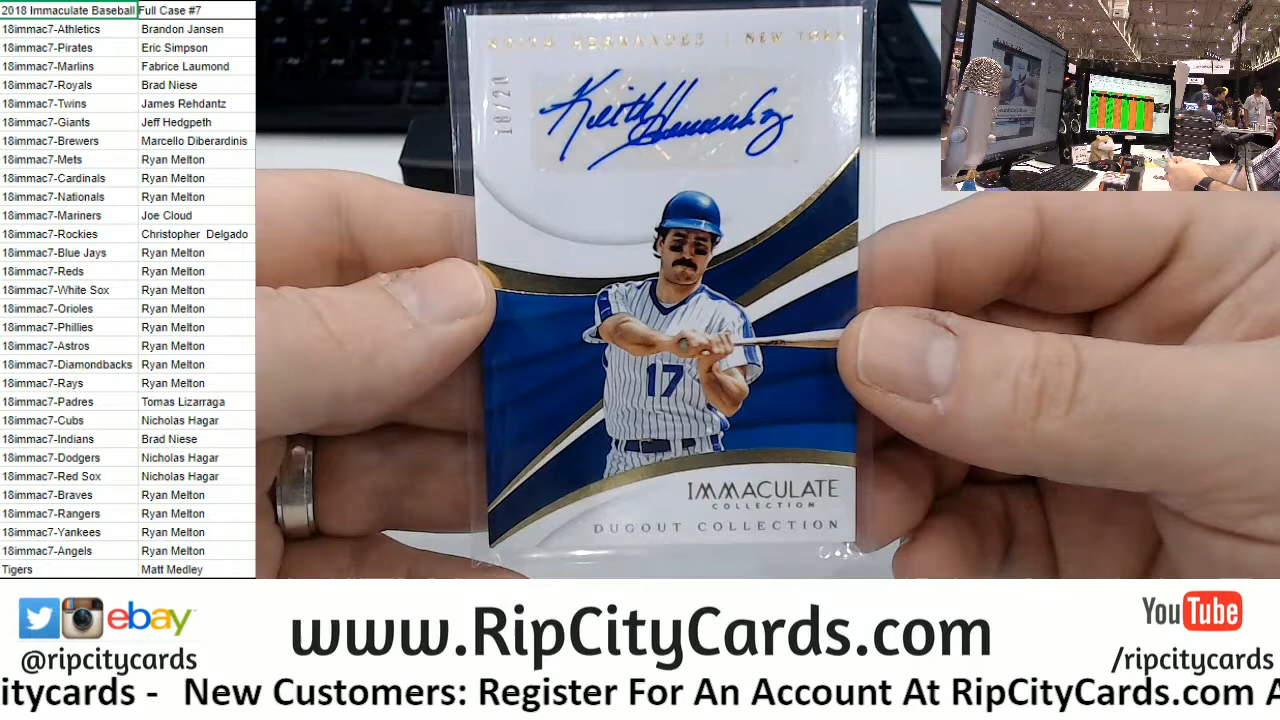 2018 Immaculate Baseball Full Case #7
18immac7-Athletics Brandon Jansen
18immac7-Pirates Eric Simpson
18immac7-Marlins Fabrice Laumond
18immac7-Royals Brad Niese
18immac7-Twins James Rehdantz
18immac7-Giants Jeff Hedgpeth
18immac7-Brewers Marcello Diberardinis
18immac7-Mets Ryan Melton
18immac7-Cardinals Ryan Melton
18immac7-Nationals Ryan Melton
18immac7-Mariners Joe Cloud
18immac7-Rockies Christopher Delgado
18immac7-Blue Jays Ryan Melton
18immac7-Reds Ryan Melton
18immac7-White Sox Ryan Melton
18immac7-Orioles Ryan Melton
18immac7-Phillies Ryan Melton
18immac7-Astros Ryan Melton
18immac7-Diamondbacks Ryan Melton
18immac7-Rays Ryan Melton
18immac7-Padres Tomas Lizarraga
18immac7-Cubs Nicholas Hagar
18immac7-Indians Brad Niese
18immac7-Dodgers Nicholas Hagar
18immac7-Red Sox Nicholas Hagar
18immac7-Braves Ryan Melton
18immac7-Rangers Ryan Melton
18immac7-Yankees Ryan Melton
18immac7-Angels Ryan Melton
Tigers Matt Medley
KEITH HERNANDEZ | NEW YORK
18/20
Keith Hernandez
17
IMMACULATE
COLLECTION
DUGOUT COLLECTION
ebay
@ripcitycards
www.RipCityCards.com
YouTube
/ripcitycards
itycards - New Customers: Register For An Account At RipCityCards.com A